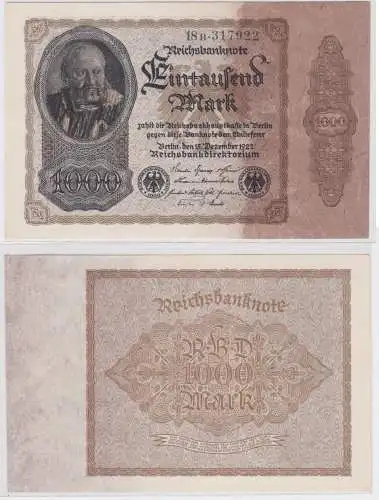 18B·317922
Reichsbanknote
Eintausend
Mark
zahlt die Reichsbankhauptkasse in Berlin
gegen diese Banknote dem Einlieferer
Berlin, den 15. Dezember 1922
Reichsbankdirektorium
1000
1000
Reichsbanknote
RBD
1000
Mark